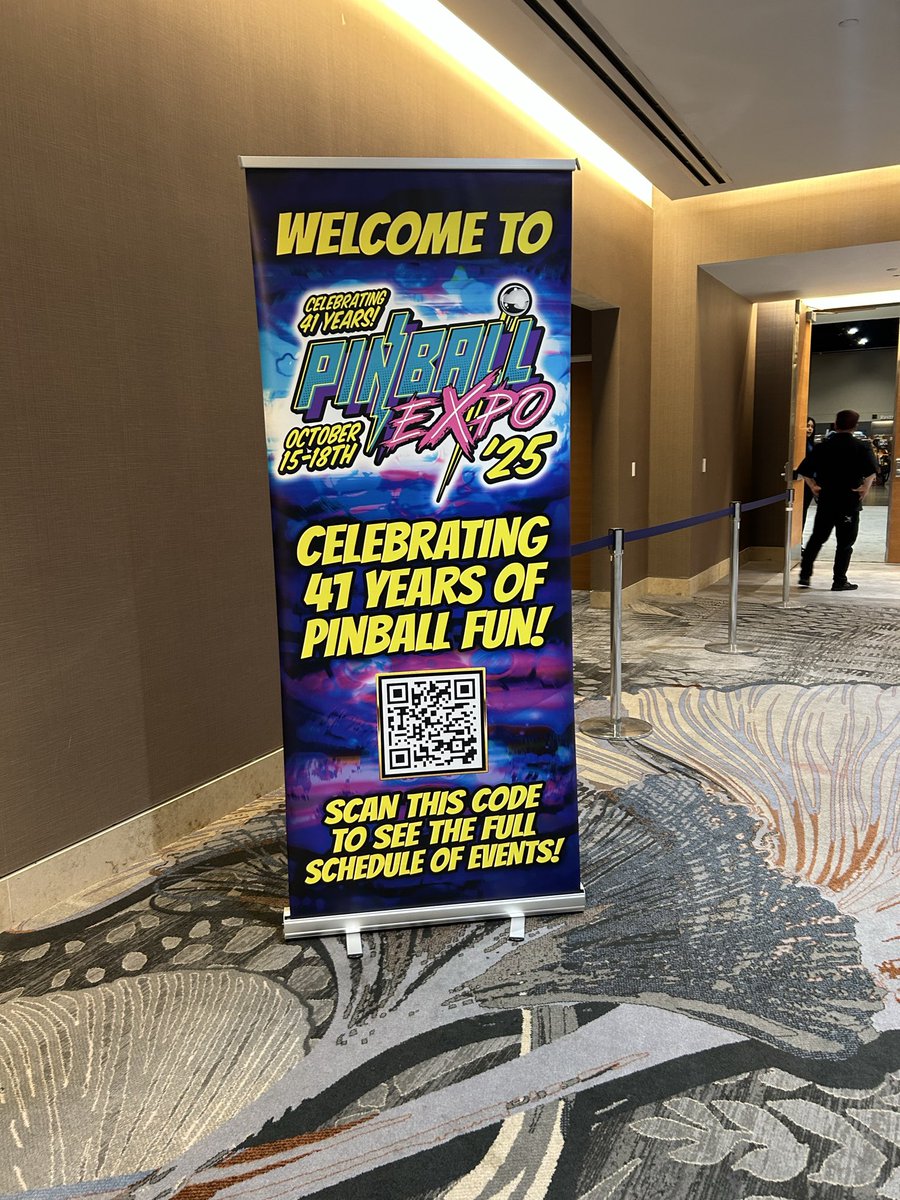 WELCOME TO
CELEBRATING
41 YEARS!
PINBALL
EXPO
OCTOBER
15-18TH
'25
CELEBRATING
41 YEARS OF
PINBALL FUN!
SCAN THIS CODE
TO SEE THE FULL
SCHEDULE OF EVENTS!